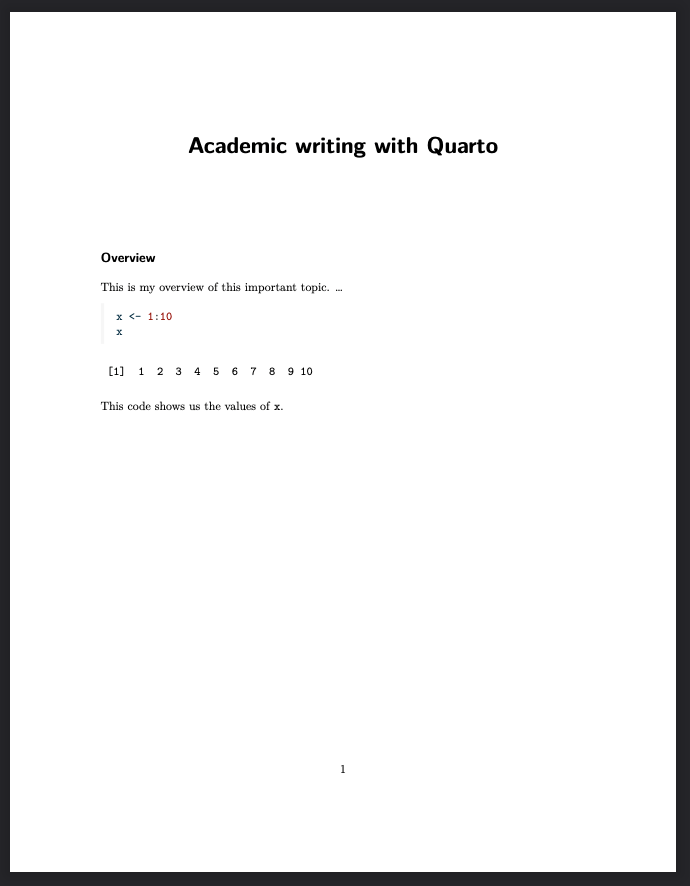 Academic writing with Quarto
Overview
This is my overview of this important topic. …
x <- 1:10
x
[1]  1  2  3  4  5  6  7  8  9 10
This code shows us the values of x.
1